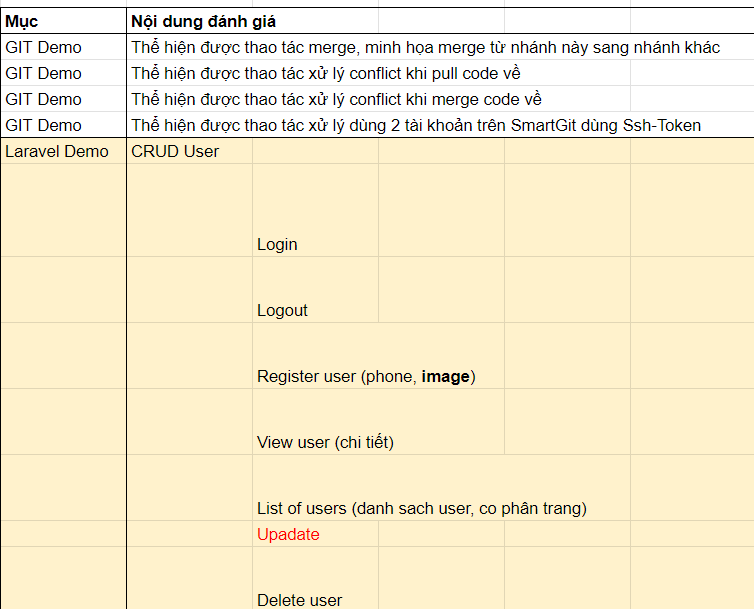 Mục Nội dung đánh giá
GIT Demo Thể hiện được thao tác merge, minh họa merge từ nhánh này sang nhánh khác
GIT Demo Thể hiện được thao tác xử lý conflict khi pull code về
GIT Demo Thể hiện được thao tác xử lý conflict khi merge code về
GIT Demo Thể hiện được thao tác xử lý dùng 2 tài khoản trên SmartGit dùng Ssh-Token
Laravel Demo CRUD User
Login
Logout
Register user (phone, image)
View user (chi tiết)
List of users (danh sach user, co phân trang)
Upadate
Delete user